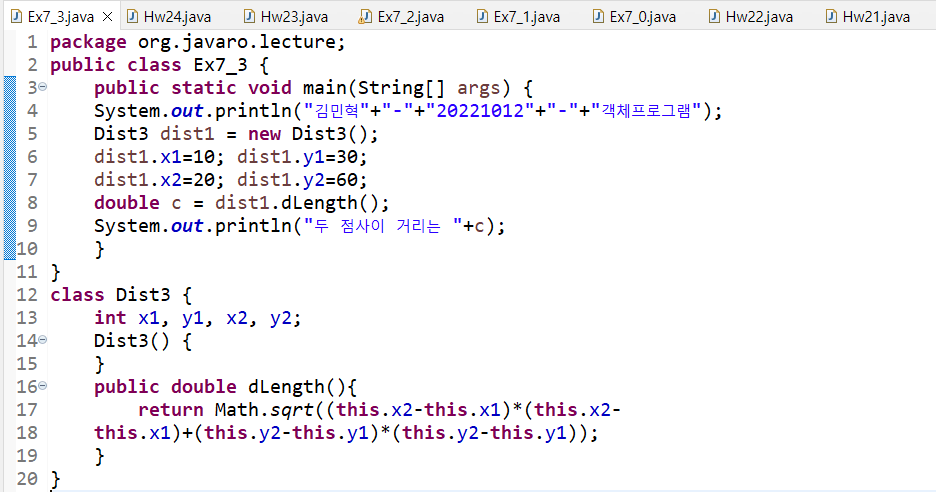 Ex7_3.java Hw24.java Hw23.java Ex7_2.java Ex7_1.java Ex7_0.java Hw22.java Hw21.java
1 package org.javaro.lecture;
2 public class Ex7_3 {
3 public static void main(String[] args) {
4 System.out.println("김민혁"+"-"+"20221012"+"-"+"객체프로그램");
5 Dist3 dist1 = new Dist3();
6 dist1.x1=10; dist1.y1=30;
7 dist1.x2=20; dist1.y2=60;
8 double c = dist1.dLength();
9 System.out.println("두 점사이 거리는 "+c);
10 }
11 }
12 class Dist3 {
13 int x1, y1, x2, y2;
14 Dist3() {
15 }
16 public double dLength(){
17 return Math.sqrt((this.x2-this.x1)*(this.x2-
18 this.x1)+(this.y2-this.y1)*(this.y2-this.y1));
19 }
20 }